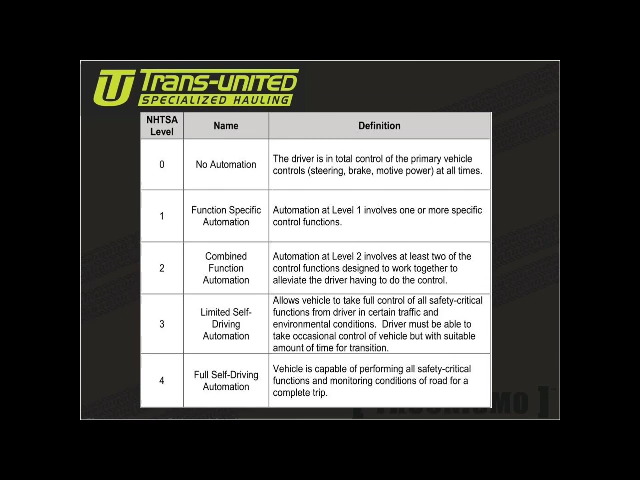 Trans-United
SPECIALIZED HAULING
NHTSA Level Name Definition
0 No Automation The driver is in total control of the primary vehicle
controls (steering, brake, motive power) at all times.
1 Function Specific Automation Automation at Level 1 involves one or more specific
control functions.
2 Combined Function Automation Automation at Level 2 involves at least two of the
control functions designed to work together to
alleviate the driver having to do the control.
3 Limited Self-Driving Automation Allows vehicle to take full control of all safety-critical
functions from driver in certain traffic and
environmental conditions. Driver must be able to
take occasional control of vehicle but with suitable
amount of time for transition.
4 Full Self-Driving Automation Vehicle is capable of performing all safety-critical
functions and monitoring conditions of road for a
complete trip.